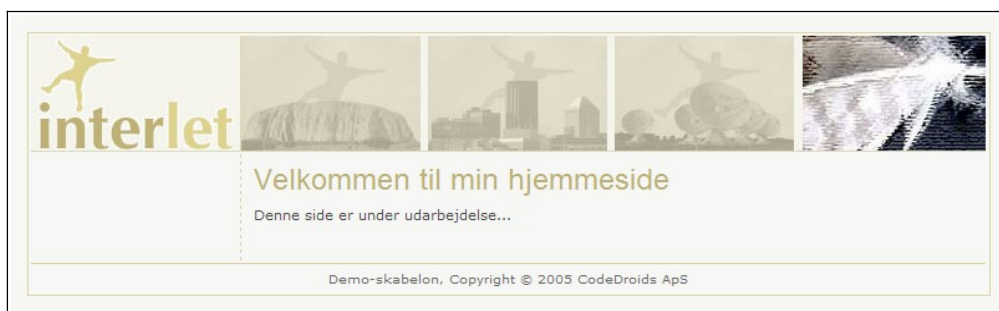 interlet
Velkommen til min hjemmeside
Denne side er under udarbejdelse...
Demo-skabelon, Copyright © 2005 CodeDroids ApS